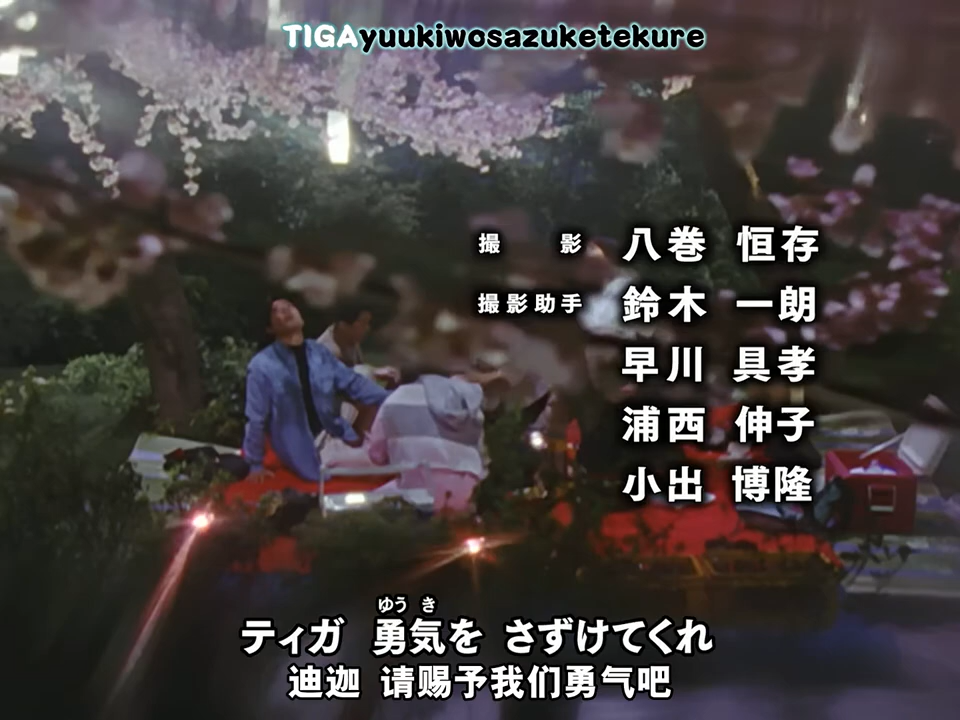 TIGAyuukiwosazuketekure
撮影 八巻 恒存
撮影助手 鈴木 一朗
早川 具孝
浦西 伸子
小出 博隆
ゆう き
ティガ 勇気を さずけてくれ
迪迦 请赐予我们勇气吧